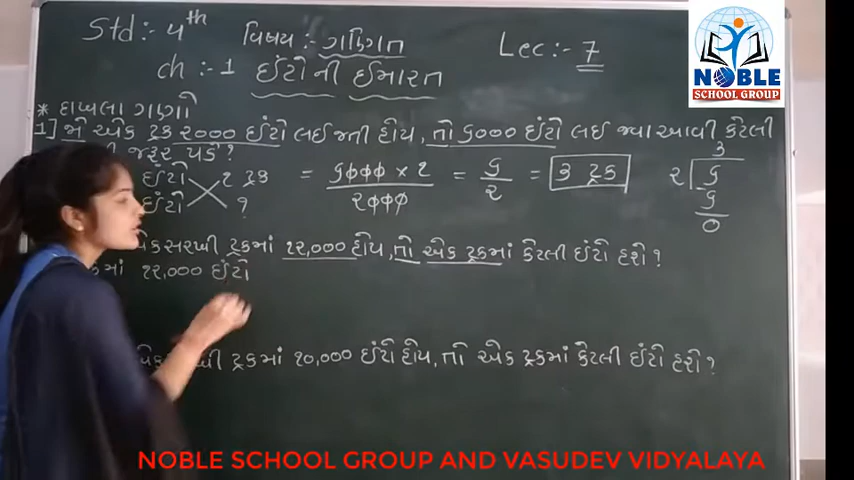 Std :- 4th વિષય :- ગણિત Lec :- 7
ch :- 1 ઈંટોની ઈમારત
* દાખલા ગણો
1] જો એક ટ્રક ૨૦૦૦ ઈંટો લઈ જતી હોય, તો ૬૦૦૦ ઈંટો લઈ જવા આવી કેટલી
જરૂર પડે ?
ઈંટો ૧ ટ્રક = ૬૦૦૦ × ૧ / ૨૦૦૦ = ૬ / ૨ = ૩ ટ્રક
ઈંટો ?
૩
૨ ૬
- ૬
૦
એકસરખી ટ્રકમાં ૧૨,૦૦૦ હોય, તો એક ટ્રકમાં કેટલી ઈંટો હશે ?
૧૨,૦૦૦ ઈંટો
ટ્રકમાં ૧૦,૦૦૦ ઈંટો હોય, તો એક ટ્રકમાં કેટલી ઈંટો હશે ?
NOBLE
SCHOOL GROUP
NOBLE SCHOOL GROUP AND VASUDEV VIDYALAYA